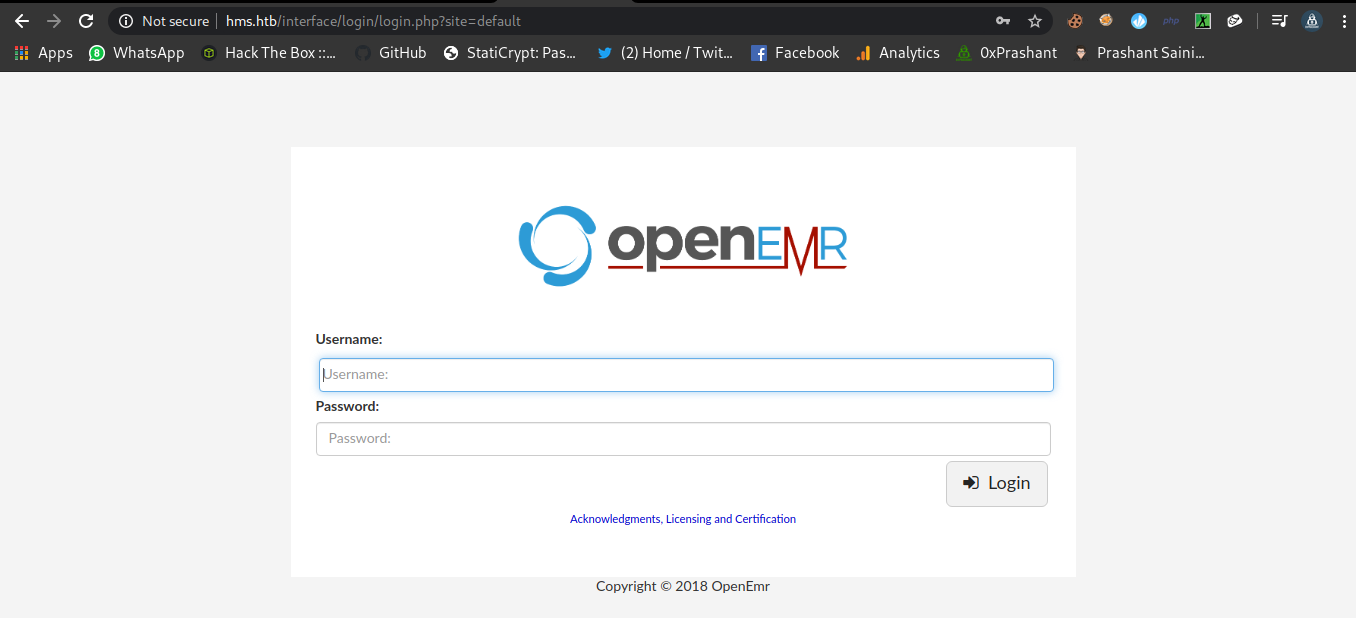 Not secure | hms.htb/interface/login/login.php?site=default php
Apps 8 WhatsApp Hack The Box ::... GitHub StatiCrypt: Pas... (2) Home / Twit... Facebook Analytics 0xPrashant Prashant Saini...
openEMR
Username:
Username:
Password:
Password:
Login
Acknowledgments, Licensing and Certification
Copyright © 2018 OpenEmr